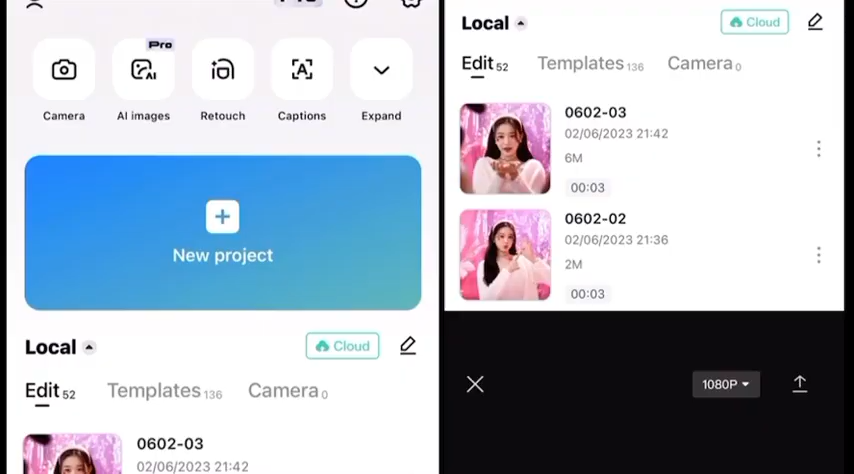 Pro
Camera
AI images
Retouch
Captions
Expand
New project
Local
Cloud
Edit 52
Templates 136
Camera 0
0602-03
02/06/2023 21:42
Local
Cloud
Edit 52
Templates 136
Camera 0
0602-03
02/06/2023 21:42
6M
00:03
0602-02
02/06/2023 21:36
2M
00:03
1080P